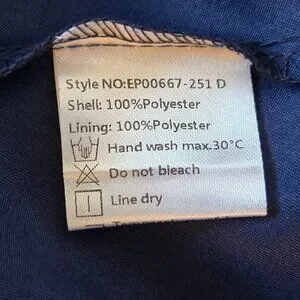 Style NO:EP00667-251 D
Shell: 100%Polyester
Lining: 100%Polyester
Hand wash max.30°C
Do not bleach
Line dry